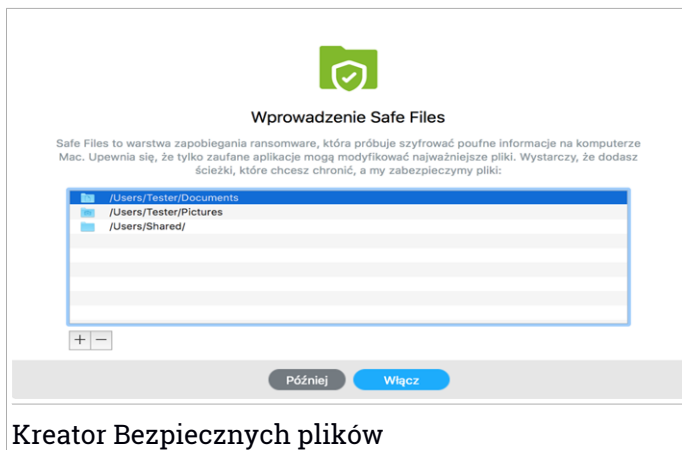 Wprowadzenie Safe Files
Safe Files to warstwa zapobiegania ransomware, która próbuje szyfrować poufne informacje na komputerze
Mac. Upewnia się, że tylko zaufane aplikacje mogą modyfikować najważniejsze pliki. Wystarczy, że dodasz
ścieżki, które chcesz chronić, a my zabezpieczymy pliki:
/Users/Tester/Documents
/Users/Tester/Pictures
/Users/Shared/
+ −
Później Włącz
Kreator Bezpiecznych plików